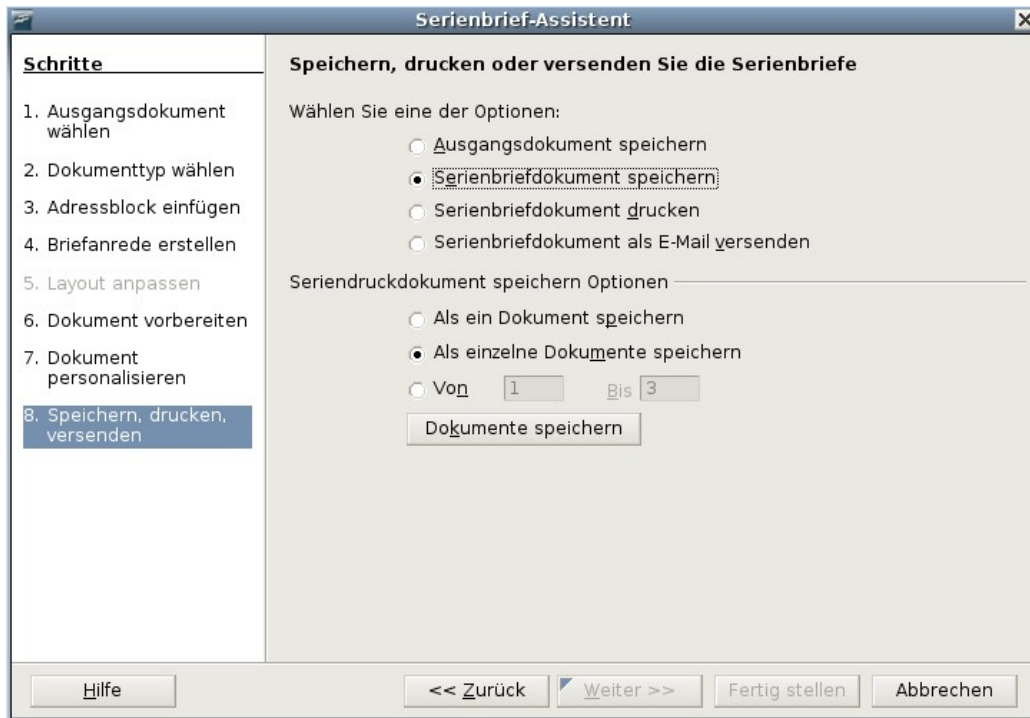 Serienbrief-Assistent
Schritte
1. Ausgangsdokument
wählen
2. Dokumenttyp wählen
3. Adressblock einfügen
4. Briefanrede erstellen
5. Layout anpassen
6. Dokument vorbereiten
7. Dokument
personalisieren
8. Speichern, drucken,
versenden
Speichern, drucken oder versenden Sie die Serienbriefe
Wählen Sie eine der Optionen:
Ausgangsdokument speichern
Serienbriefdokument speichern
Serienbriefdokument drucken
Serienbriefdokument als E-Mail versenden
Seriendruckdokument speichern Optionen
Als ein Dokument speichern
Als einzelne Dokumente speichern
Von 1 Bis 3
Dokumente speichern
Hilfe << Zurück Weiter >> Fertig stellen Abbrechen